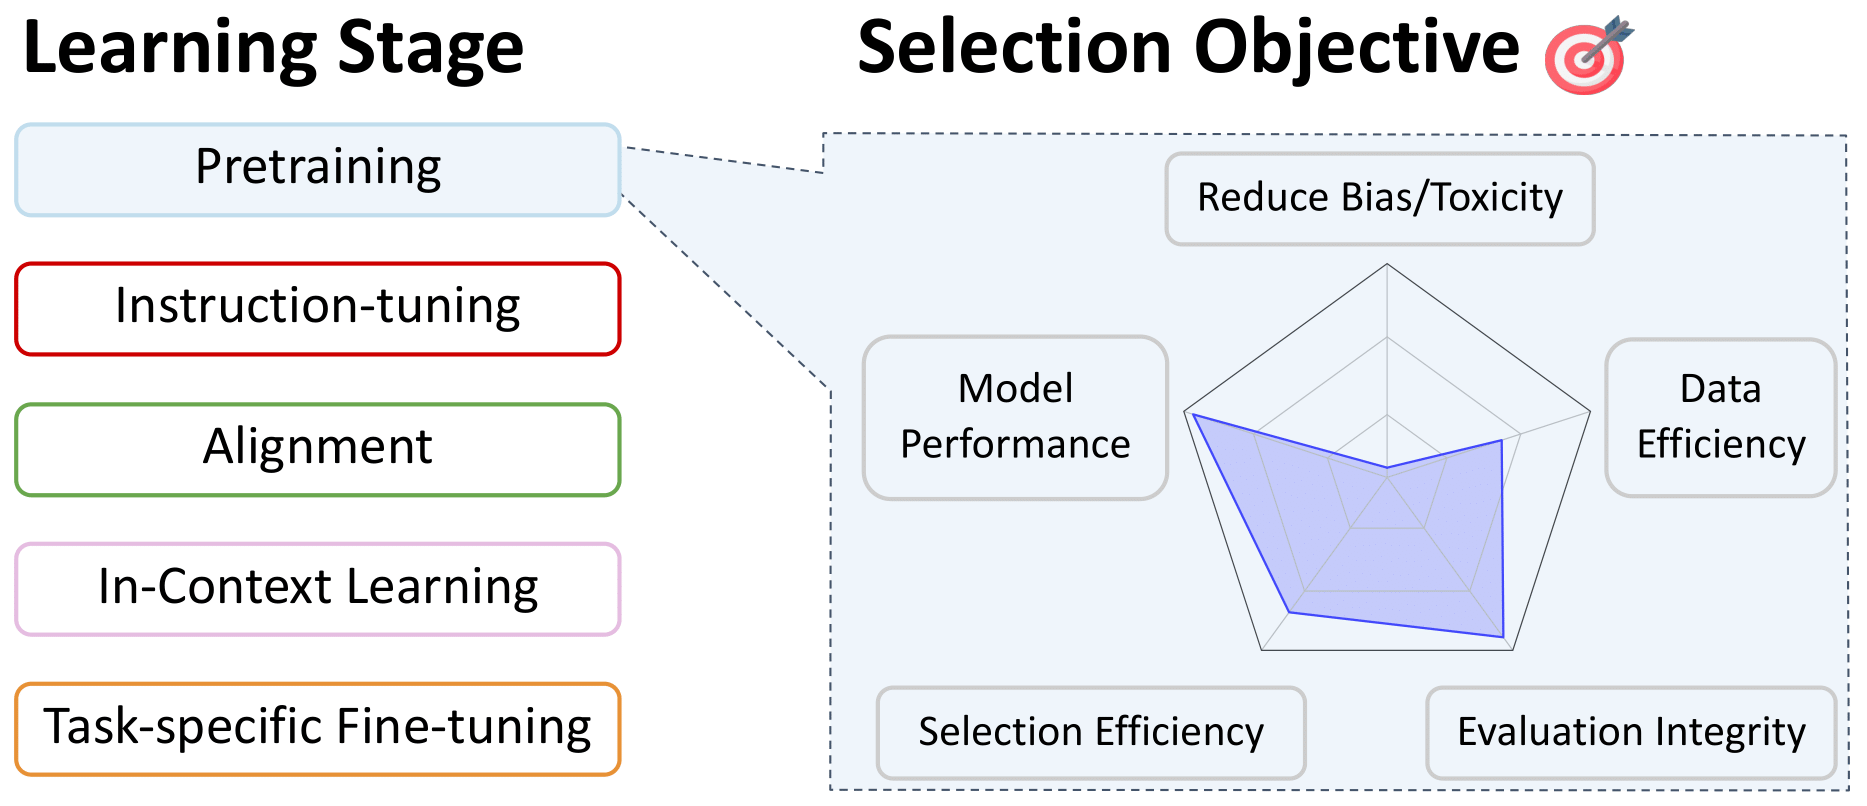 Learning Stage
Pretraining
Instruction-tuning
Alignment
In-Context Learning
Task-specific Fine-tuning
Selection Objective
Reduce Bias/Toxicity
Model
Performance
Data
Efficiency
Selection Efficiency
Evaluation Integrity